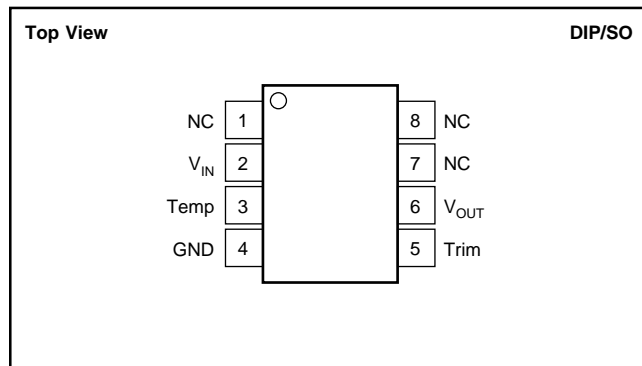 Top View DIP/SO
NC 1 8 NC
V_IN 2 7 NC
Temp 3 6 V_OUT
GND 4 5 Trim